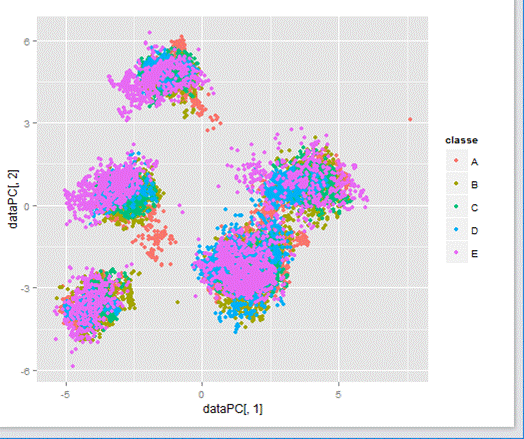 6
3
0
-3
-6
dataPC[, 2]
-5
0
5
dataPC[, 1]
classe
A
B
C
D
E